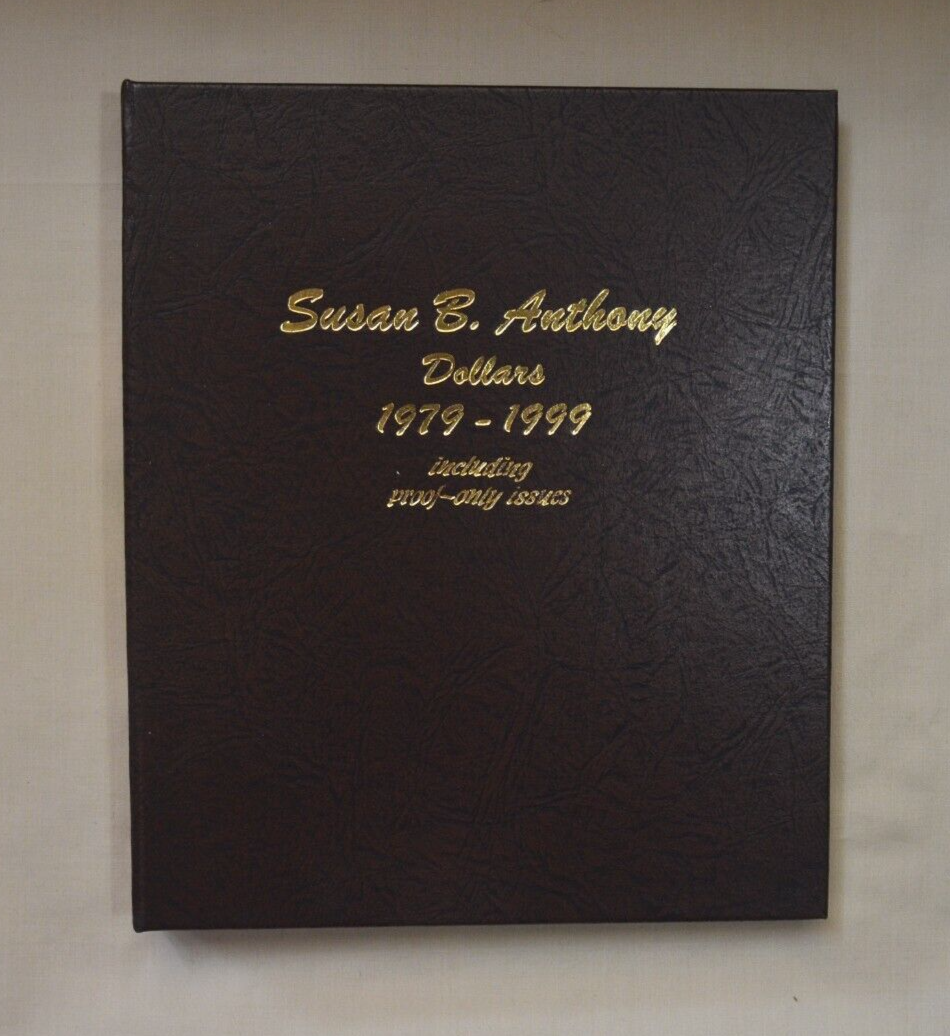 Susan B. Anthony
Dollars
1979-1999
including
proof-only issues